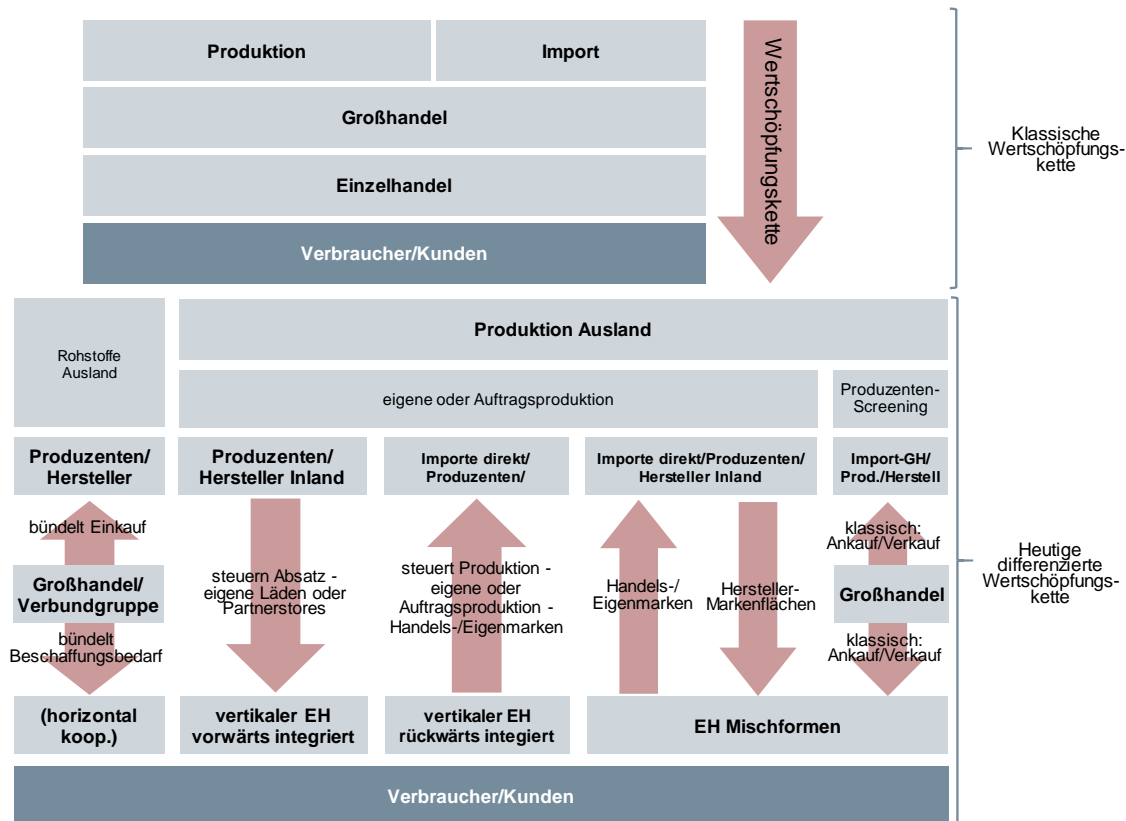 Produktion
Import
Großhandel
Einzelhandel
Verbraucher/Kunden
Wertschöpfungskette
Klassische
Wertschöpfungs-
kette
Rohstoffe
Ausland
Produktion Ausland
eigene oder Auftragsproduktion
Produzenten-
Screening
Produzenten/
Hersteller
Produzenten/
Hersteller Inland
Importe direkt/
Produzenten/
Importe direkt/Produzenten/
Hersteller Inland
Import-GH/
Prod./Herstell
bündelt Einkauf
Großhandel/
Verbundgruppe
bündelt
Beschaffungsbedarf
steuern Absatz -
eigene Läden oder
Partnerstores
steuert Produktion -
eigene oder
Auftragsproduktion -
Handels-/Eigenmarken
Handels-/
Eigenmarken
Hersteller-
Markenflächen
klassisch:
Ankauf/Verkauf
Großhandel
klassisch:
Ankauf/Verkauf
Heutige
differenzierte
Wertschöpfungs-
kette
(horizontal
koop.)
vertikaler EH
vorwärts integriert
vertikaler EH
rückwärts integiert
EH Mischformen
Verbraucher/Kunden